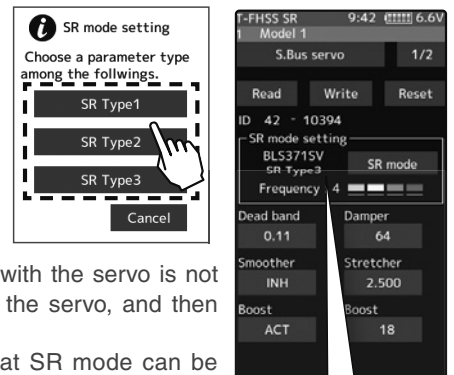 SR mode setting
Choose a parameter type
among the follwings.
SR Type1
SR Type2
SR Type3
Cancel
with the servo is not
the servo, and then
at SR mode can be
T-FHSS SR 9:42 6.6V
1 Model 1
S.Bus servo 1/2
Read Write Reset
ID 42 - 10394
SR mode setting
BLS371SV
SR Type3
SR mode
Frequency 4
Dead band Damper
0.11 64
Smoother Stretcher
INH 2.500
Boost Boost
ACT 18